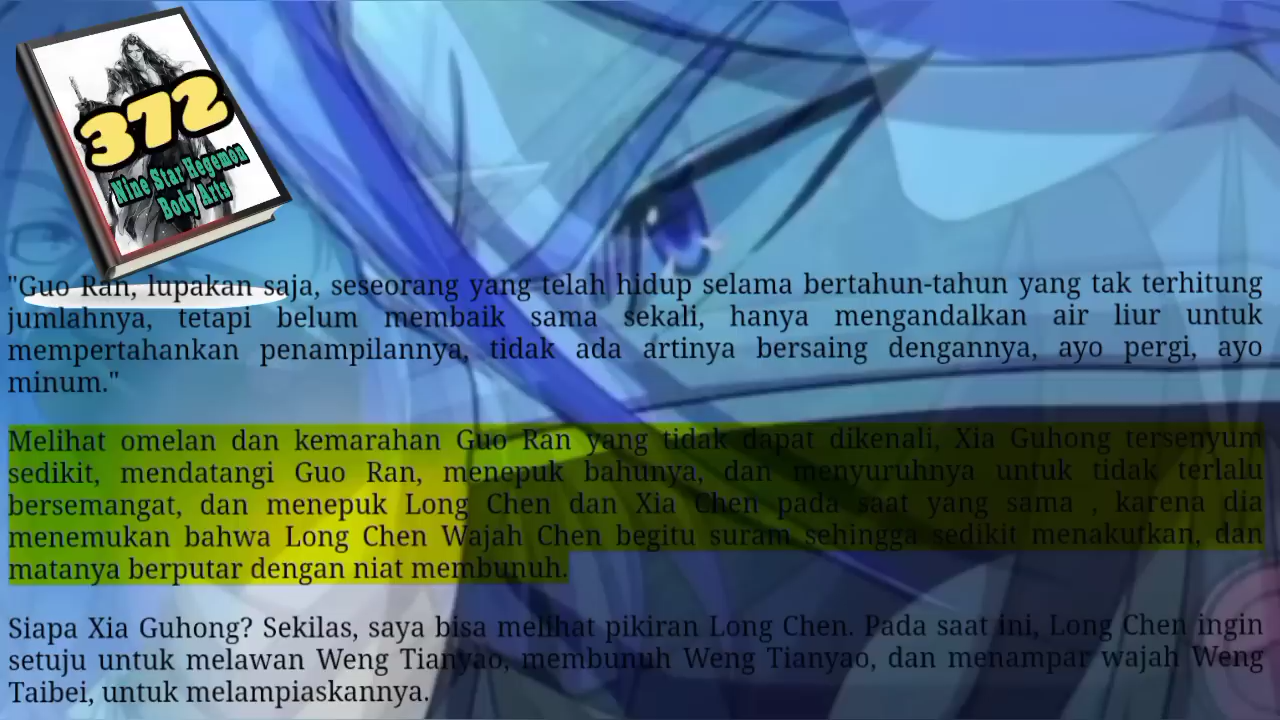 372
Nine Star Hegemon
Body Arts
"Guo Ran, lupakan saja, seseorang yang telah hidup selama bertahun-tahun yang tak terhitung
jumlahnya, tetapi belum membaik sama sekali, hanya mengandalkan air liur untuk
mempertahankan penampilannya, tidak ada artinya bersaing dengannya, ayo pergi, ayo
minum."
Melihat omelan dan kemarahan Guo Ran yang tidak dapat dikenali, Xia Guhong tersenyum
sedikit, mendatangi Guo Ran, menepuk bahunya, dan menyuruhnya untuk tidak terlalu
bersemangat, dan menepuk Long Chen dan Xia Chen pada saat yang sama , karena dia
menemukan bahwa Long Chen Wajah Chen begitu suram sehingga sedikit menakutkan, dan
matanya berputar dengan niat membunuh.
Siapa Xia Guhong? Sekilas, saya bisa melihat pikiran Long Chen. Pada saat ini, Long Chen ingin
setuju untuk melawan Weng Tianyao, membunuh Weng Tianyao, dan menampar wajah Weng
Taibei, untuk melampiaskannya.